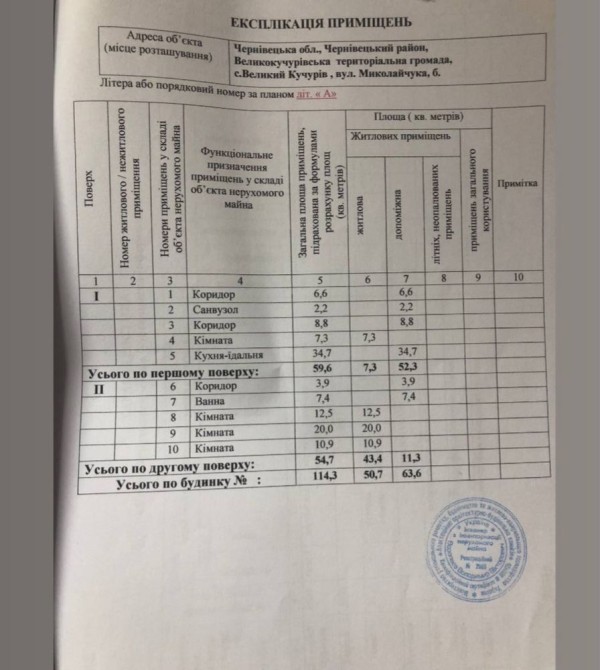 ЕКСПЛІКАЦІЯ ПРИМІЩЕНЬ
Адреса об’єкта
(місце розташування)
Чернівецька обл., Чернівецький район,
Великокучурівська територіальна громада,
с.Великий Кучурів , вул. Миколайчука, б.
Літера або порядковий номер за планом літ. « А»
Поверх
Номер житлового / нежитлового
приміщення
Номери приміщень у складі
об’єкта нерухомого майна
Функціональне
призначення
приміщень у складі
об’єкта нерухомого
майна
Загальна площа приміщень,
підрахована за формулами
розрахунку площ
(кв. метрів)
Площа ( кв. метрів)
Житлових приміщень
житлова
допоміжна
літніх, неопалюваних
приміщень
приміщень загального
користування
Примітка
1 2 3 4 5 6 7 8 9 10
I 1 Коридор 6,6 6,6
2 Санвузол 2,2 2,2
3 Коридор 8,8 8,8
4 Кімната 7,3 7,3
5 Кухня-їдальня 34,7 34,7
Усього по першому поверху: 59,6 7,3 52,3
II 6 Коридор 3,9 3,9
7 Ванна 7,4 7,4
8 Кімната 12,5 12,5
9 Кімната 20,0 20,0
10 Кімната 10,9 10,9
Усього по другому поверху: 54,7 43,4 11,3
Усього по будинку № : 114,3 50,7 63,6
Україна